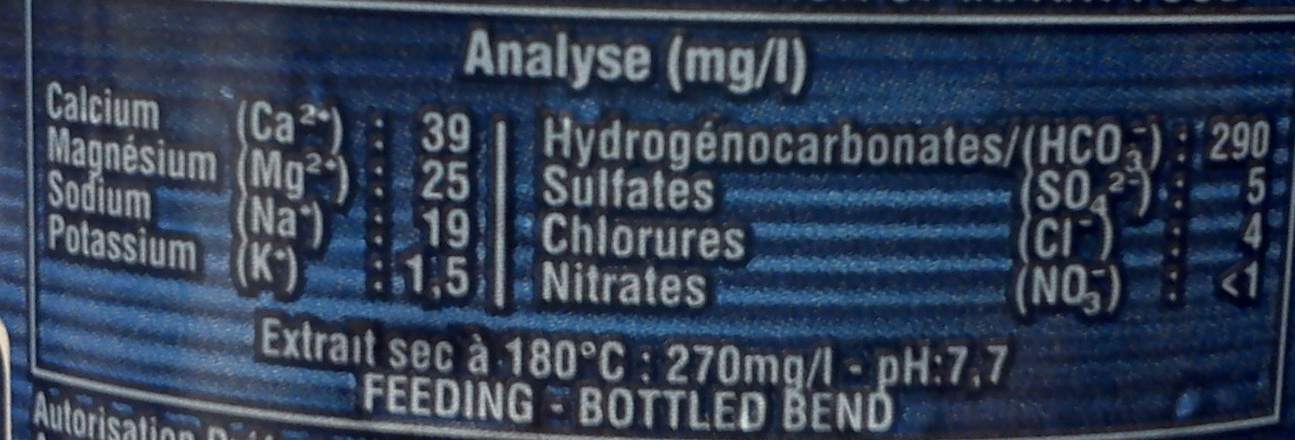 Analyse (mg/l)
Calcium (Ca²⁺) : 39
Magnésium (Mg²⁺) : 25
Sodium (Na⁺) : 19
Potassium (K⁺) : 1,5
Hydrogénocarbonates/(HCO₃⁻) : 290
Sulfates (SO₄²⁻) : 5
Chlorures (Cl⁻) : 4
Nitrates (NO₃⁻) : <1
Extrait sec à 180°C : 270mg/l - pH:7,7
FEEDING - BOTTLED BEND
Autorisation